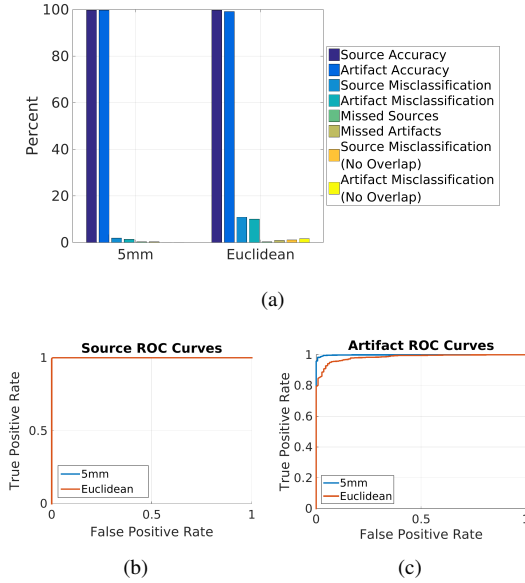 100
80
60
40
20
0
Percent
5mm
Euclidean
Source Accuracy
Artifact Accuracy
Source Misclassification
Artifact Misclassification
Missed Sources
Missed Artifacts
Source Misclassification
(No Overlap)
Artifact Misclassification
(No Overlap)
(a)
Source ROC Curves
1
0.5
0
True Positive Rate
5mm
Euclidean
0
0.5
1
False Positive Rate
(b)
Artifact ROC Curves
1
0.8
0.6
0.4
0.2
0
True Positive Rate
5mm
Euclidean
0
0.5
1
False Positive Rate
(c)